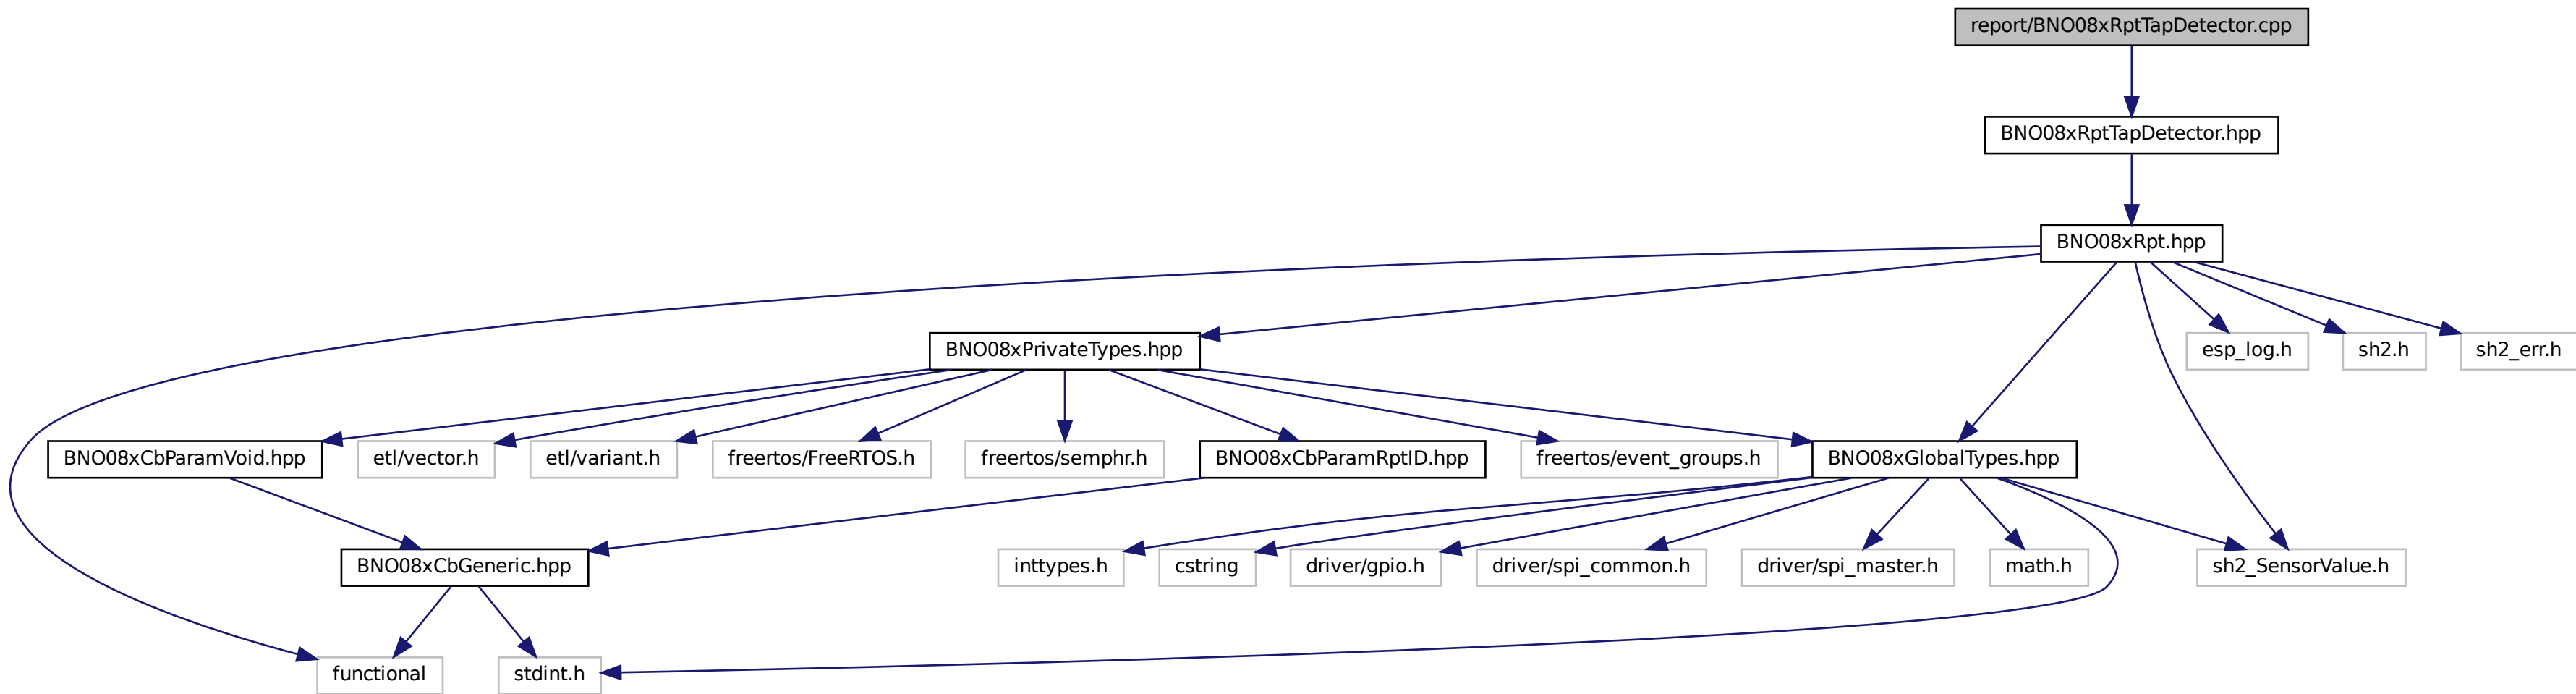 report/BNO08xRptTapDetector.cpp
BNO08xRptTapDetector.hpp
BNO08xRpt.hpp
BNO08xPrivateTypes.hpp
esp_log.h
sh2.h
sh2_err.h
BNO08xCbParamVoid.hpp
etl/vector.h
etl/variant.h
freertos/FreeRTOS.h
freertos/semphr.h
BNO08xCbParamRptID.hpp
freertos/event_groups.h
BNO08xGlobalTypes.hpp
BNO08xCbGeneric.hpp
inttypes.h
cstring
driver/gpio.h
driver/spi_common.h
driver/spi_master.h
math.h
sh2_SensorValue.h
functional
stdint.h